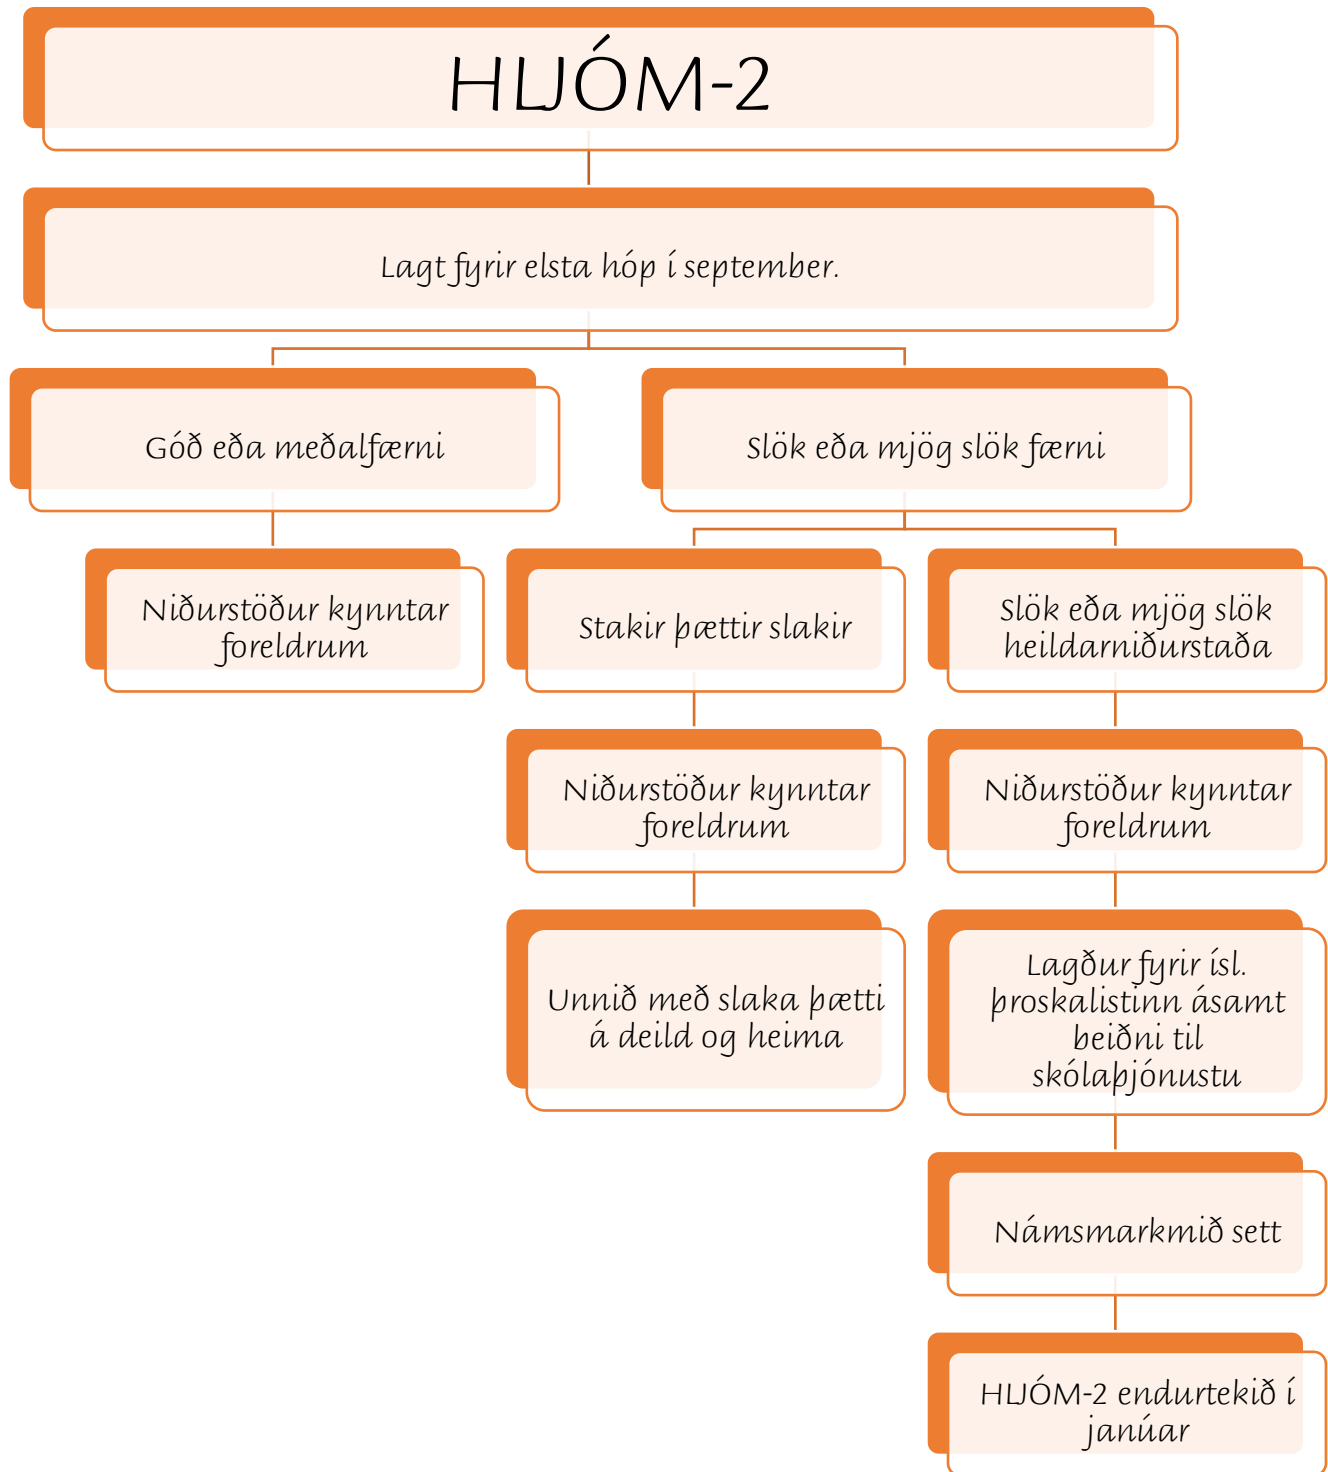 HLJÓM-2
Lagt fyrir elsta hóp í september.
Góð eða meðalfærni
Slök eða mjög slök færni
Niðurstöður kynntar
foreldrum
Stakir þættir slakir
Slök eða mjög slök
heildarniðurstaða
Niðurstöður kynntar
foreldrum
Niðurstöður kynntar
foreldrum
Unnið með slaka þætti
á deild og heima
Lagður fyrir ísl.
þroskalistinn ásamt
beiðni til
skólaþjónustu
Námsmarkmið sett
HLJÓM-2 endurtekið í
janúar